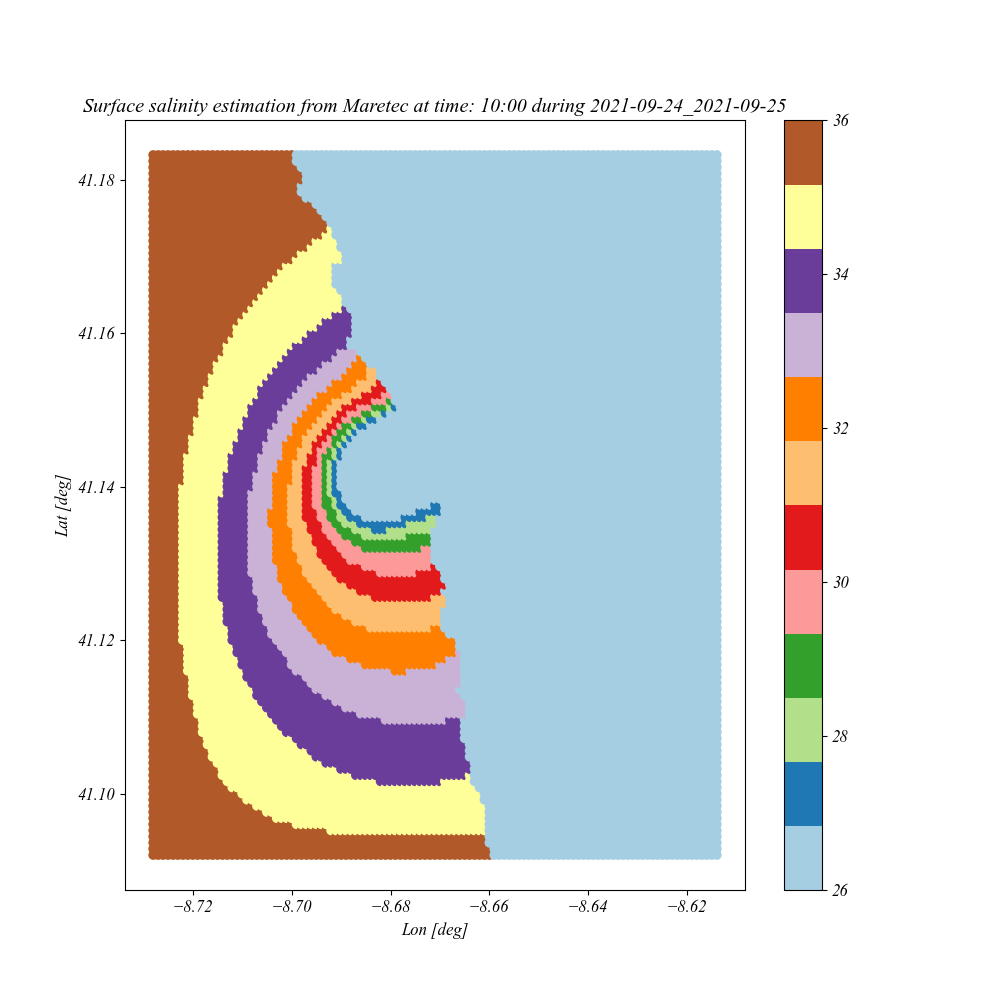 Surface salinity estimation from Maretec at time: 10:00 during 2021-09-24_2021-09-25
36
41.18
34
41.16
32
Lat [deg]
41.14
30
41.12
28
41.10
26
−8.72 −8.70 −8.68 −8.66 −8.64 −8.62
Lon [deg]